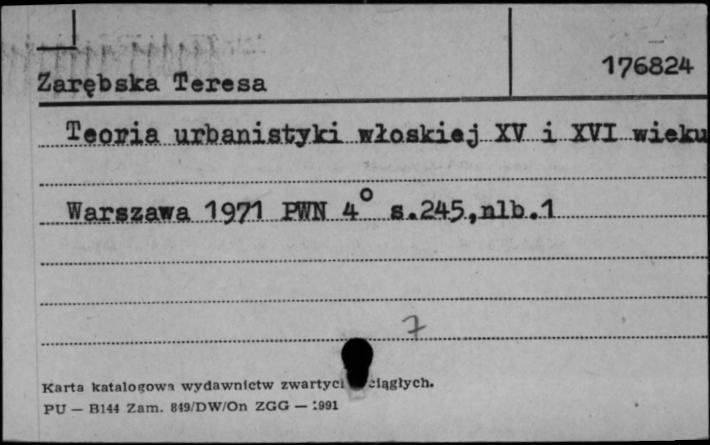 176824
Zarębska Teresa
Teoria urbanistyki włoskiej XV i XVI wieku
Warszawa 1971 PWN 4° s.245,nlb.1
7
Karta katalogowa wydawnictw zwartych ciągłych.
PU — B144 Zam. 849/DW/On ZGG — 1991